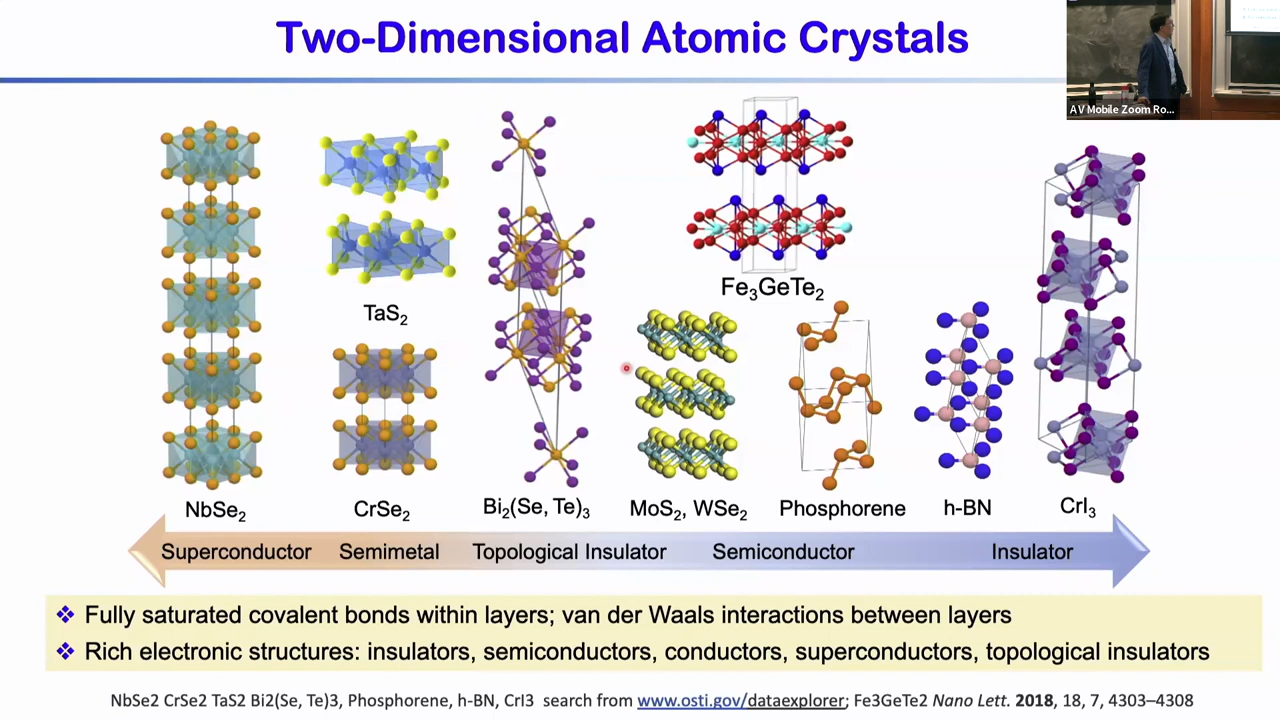 Two-Dimensional Atomic Crystals
AV Mobile Zoom Ro...
Fe₃GeTe₂
TaS₂
NbSe₂
CrSe₂
Bi₂(Se, Te)₃
MoS₂, WSe₂
Phosphorene
h-BN
CrI₃
Superconductor
Semimetal
Topological Insulator
Semiconductor
Insulator
❖ Fully saturated covalent bonds within layers; van der Waals interactions between layers
❖ Rich electronic structures: insulators, semiconductors, conductors, superconductors, topological insulators
NbSe2 CrSe2 TaS2 Bi2(Se, Te)3, Phosphorene, h-BN, CrI3 search from www.osti.gov/dataexplorer; Fe3GeTe2 Nano Lett. 2018, 18, 7, 4303–4308